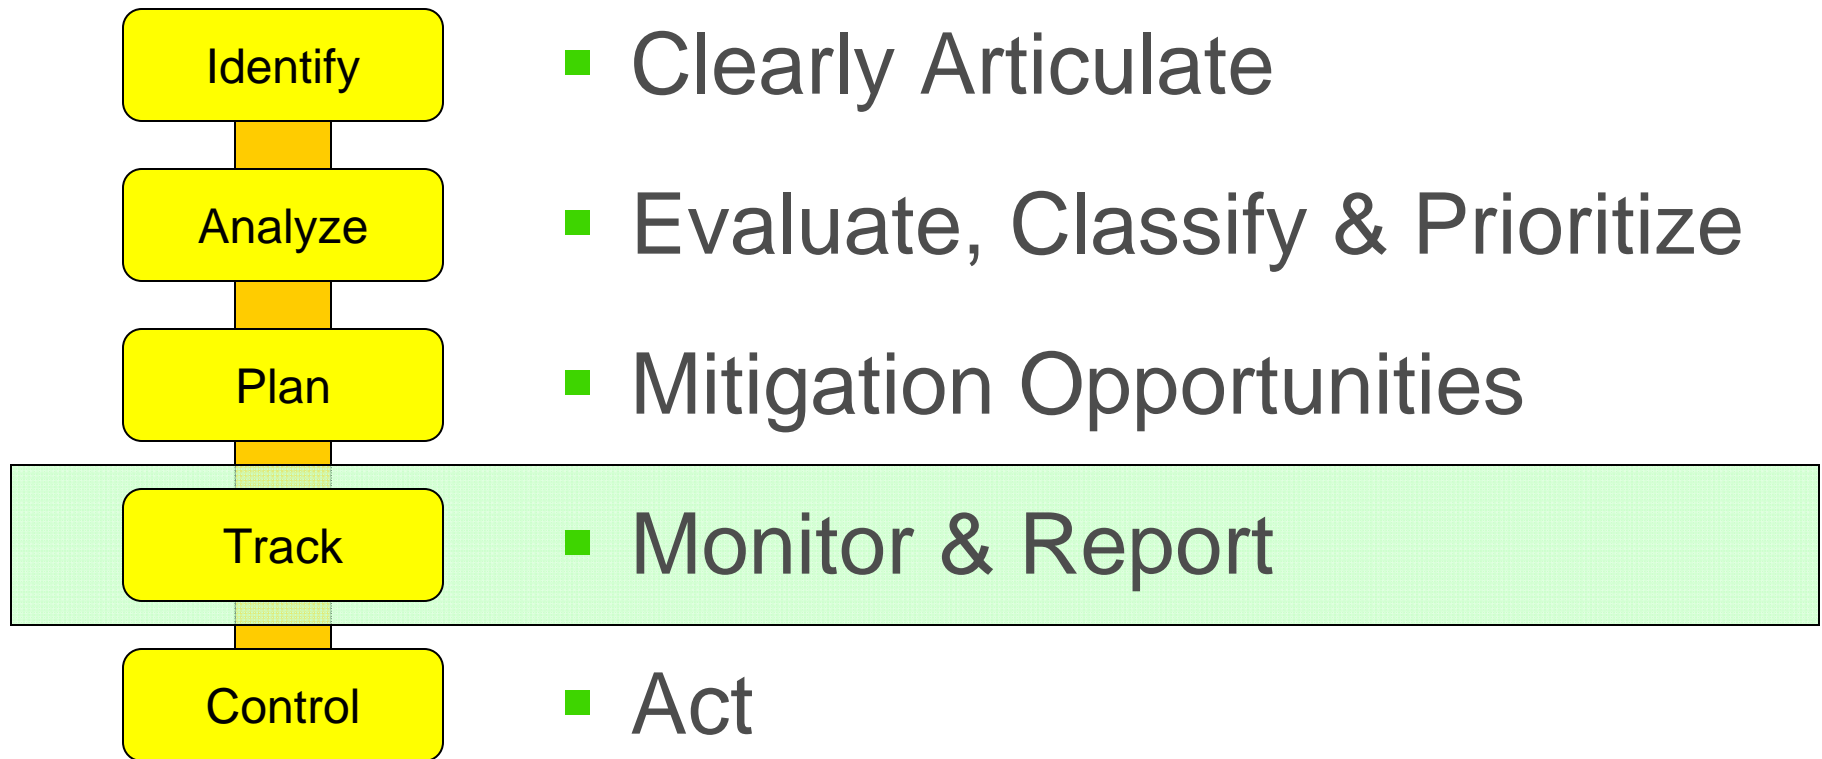 Identify
Clearly Articulate
Analyze
Evaluate, Classify & Prioritize
Plan
Mitigation Opportunities
Track
Monitor & Report
Control
Act